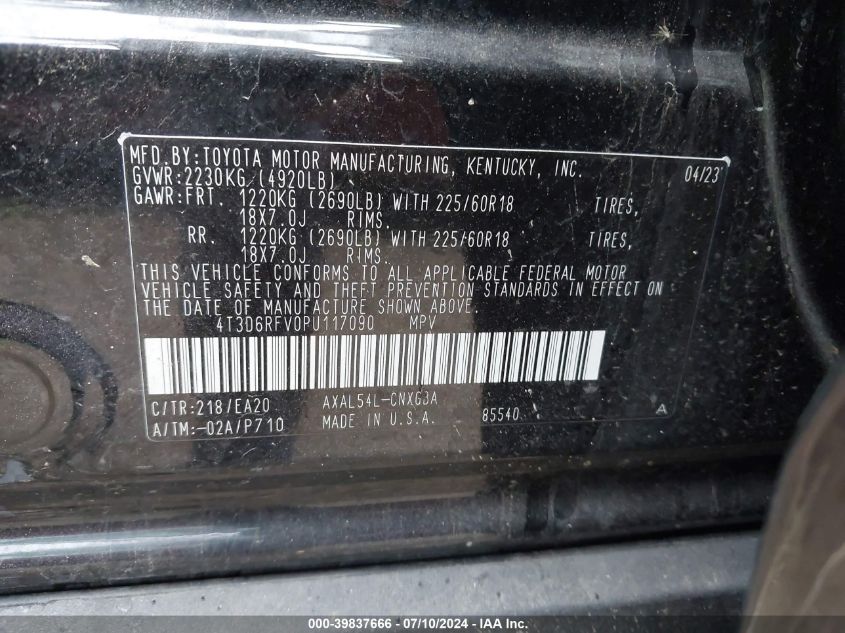 MFD.BY:TOYOTA MOTOR MANUFACTURING, KENTUCKY, INC. 04/23
GVWR:2230KG (4920LB)
GAWR:FRT. 1220KG (2690LB) WITH 225/60R18 TIRES,
18X7.0J RIMS.
RR. 1220KG (2690LB) WITH 225/60R18 TIRES,
18X7.0J RIMS.
THIS VEHICLE CONFORMS TO ALL APPLICABLE FEDERAL MOTOR
VEHICLE SAFETY AND THEFT PREVENTION STANDARDS IN EFFECT ON
THE DATE OF MANUFACTURE SHOWN ABOVE.
4T3D6RFV0PU117090 MPV
C/TR:218/EA20 AXAL54L-CNXG3A A
A/TM:-02A/P710 MADE IN U.S.A. 85540
000-39837666 - 07/10/2024 - IAA Inc.